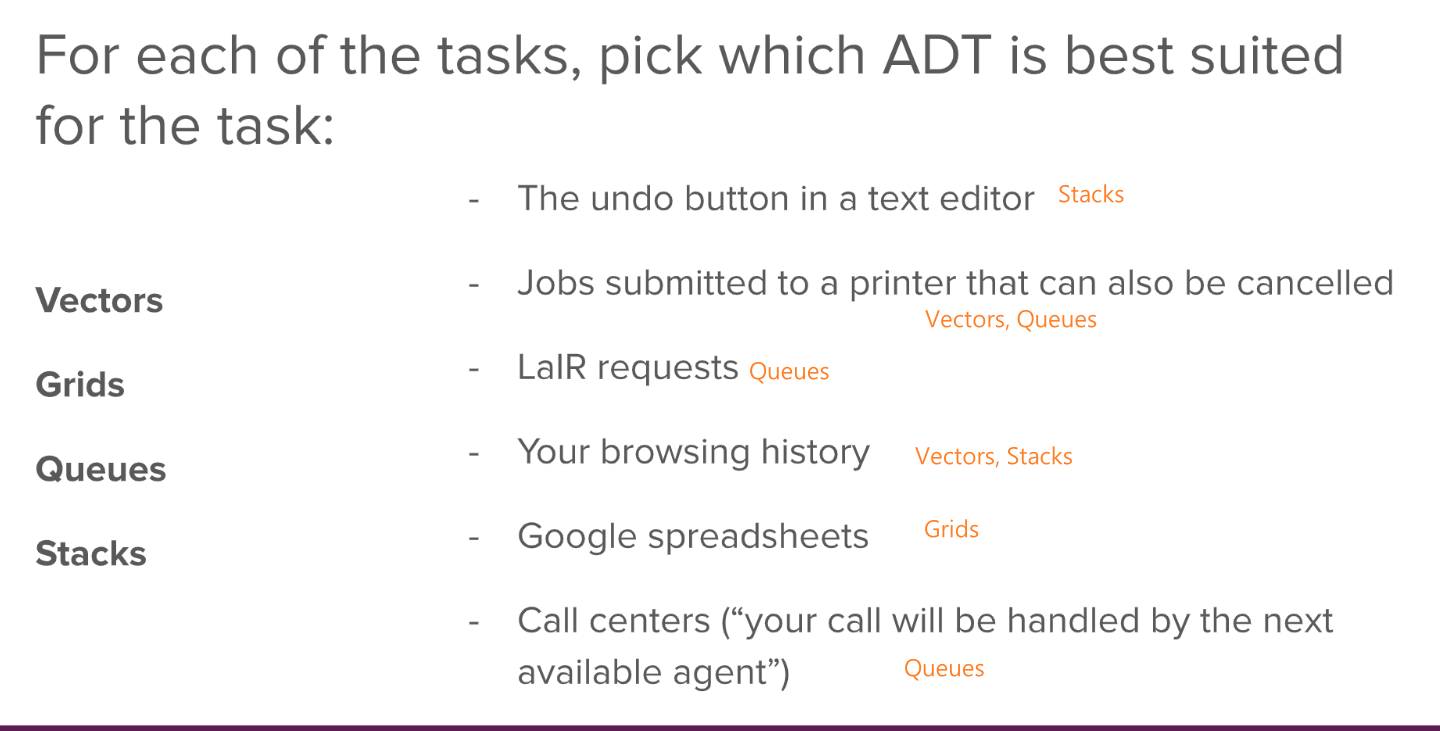 For each of the tasks, pick which ADT is best suited
for the task:
Vectors
Grids
Queues
Stacks
- The undo button in a text editor Stacks
- Jobs submitted to a printer that can also be cancelled
Vectors, Queues
- LaIR requests Queues
- Your browsing history Vectors, Stacks
- Google spreadsheets Grids
- Call centers (“your call will be handled by the next
available agent”) Queues